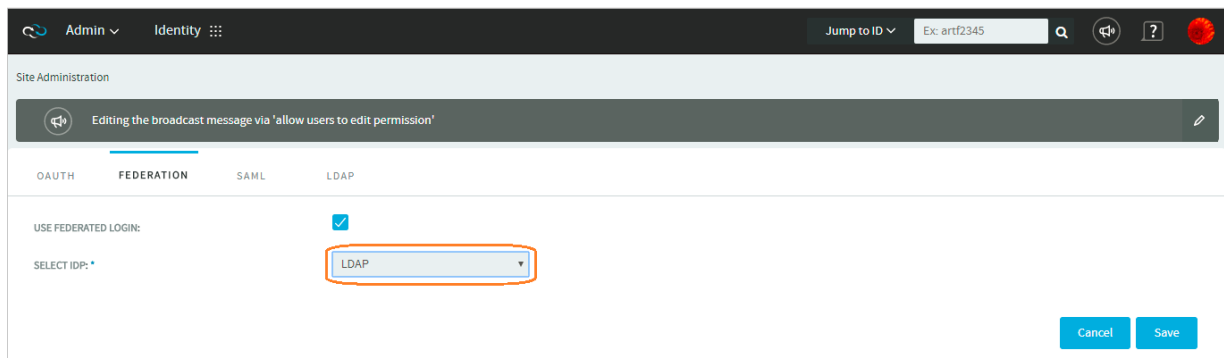 Admin Identity Jump to ID Ex: artf2345 ?
Site Administration
Editing the broadcast message via 'allow users to edit permission'
OAUTH FEDERATION SAML LDAP
USE FEDERATED LOGIN:
SELECT IDP: * LDAP
Cancel Save